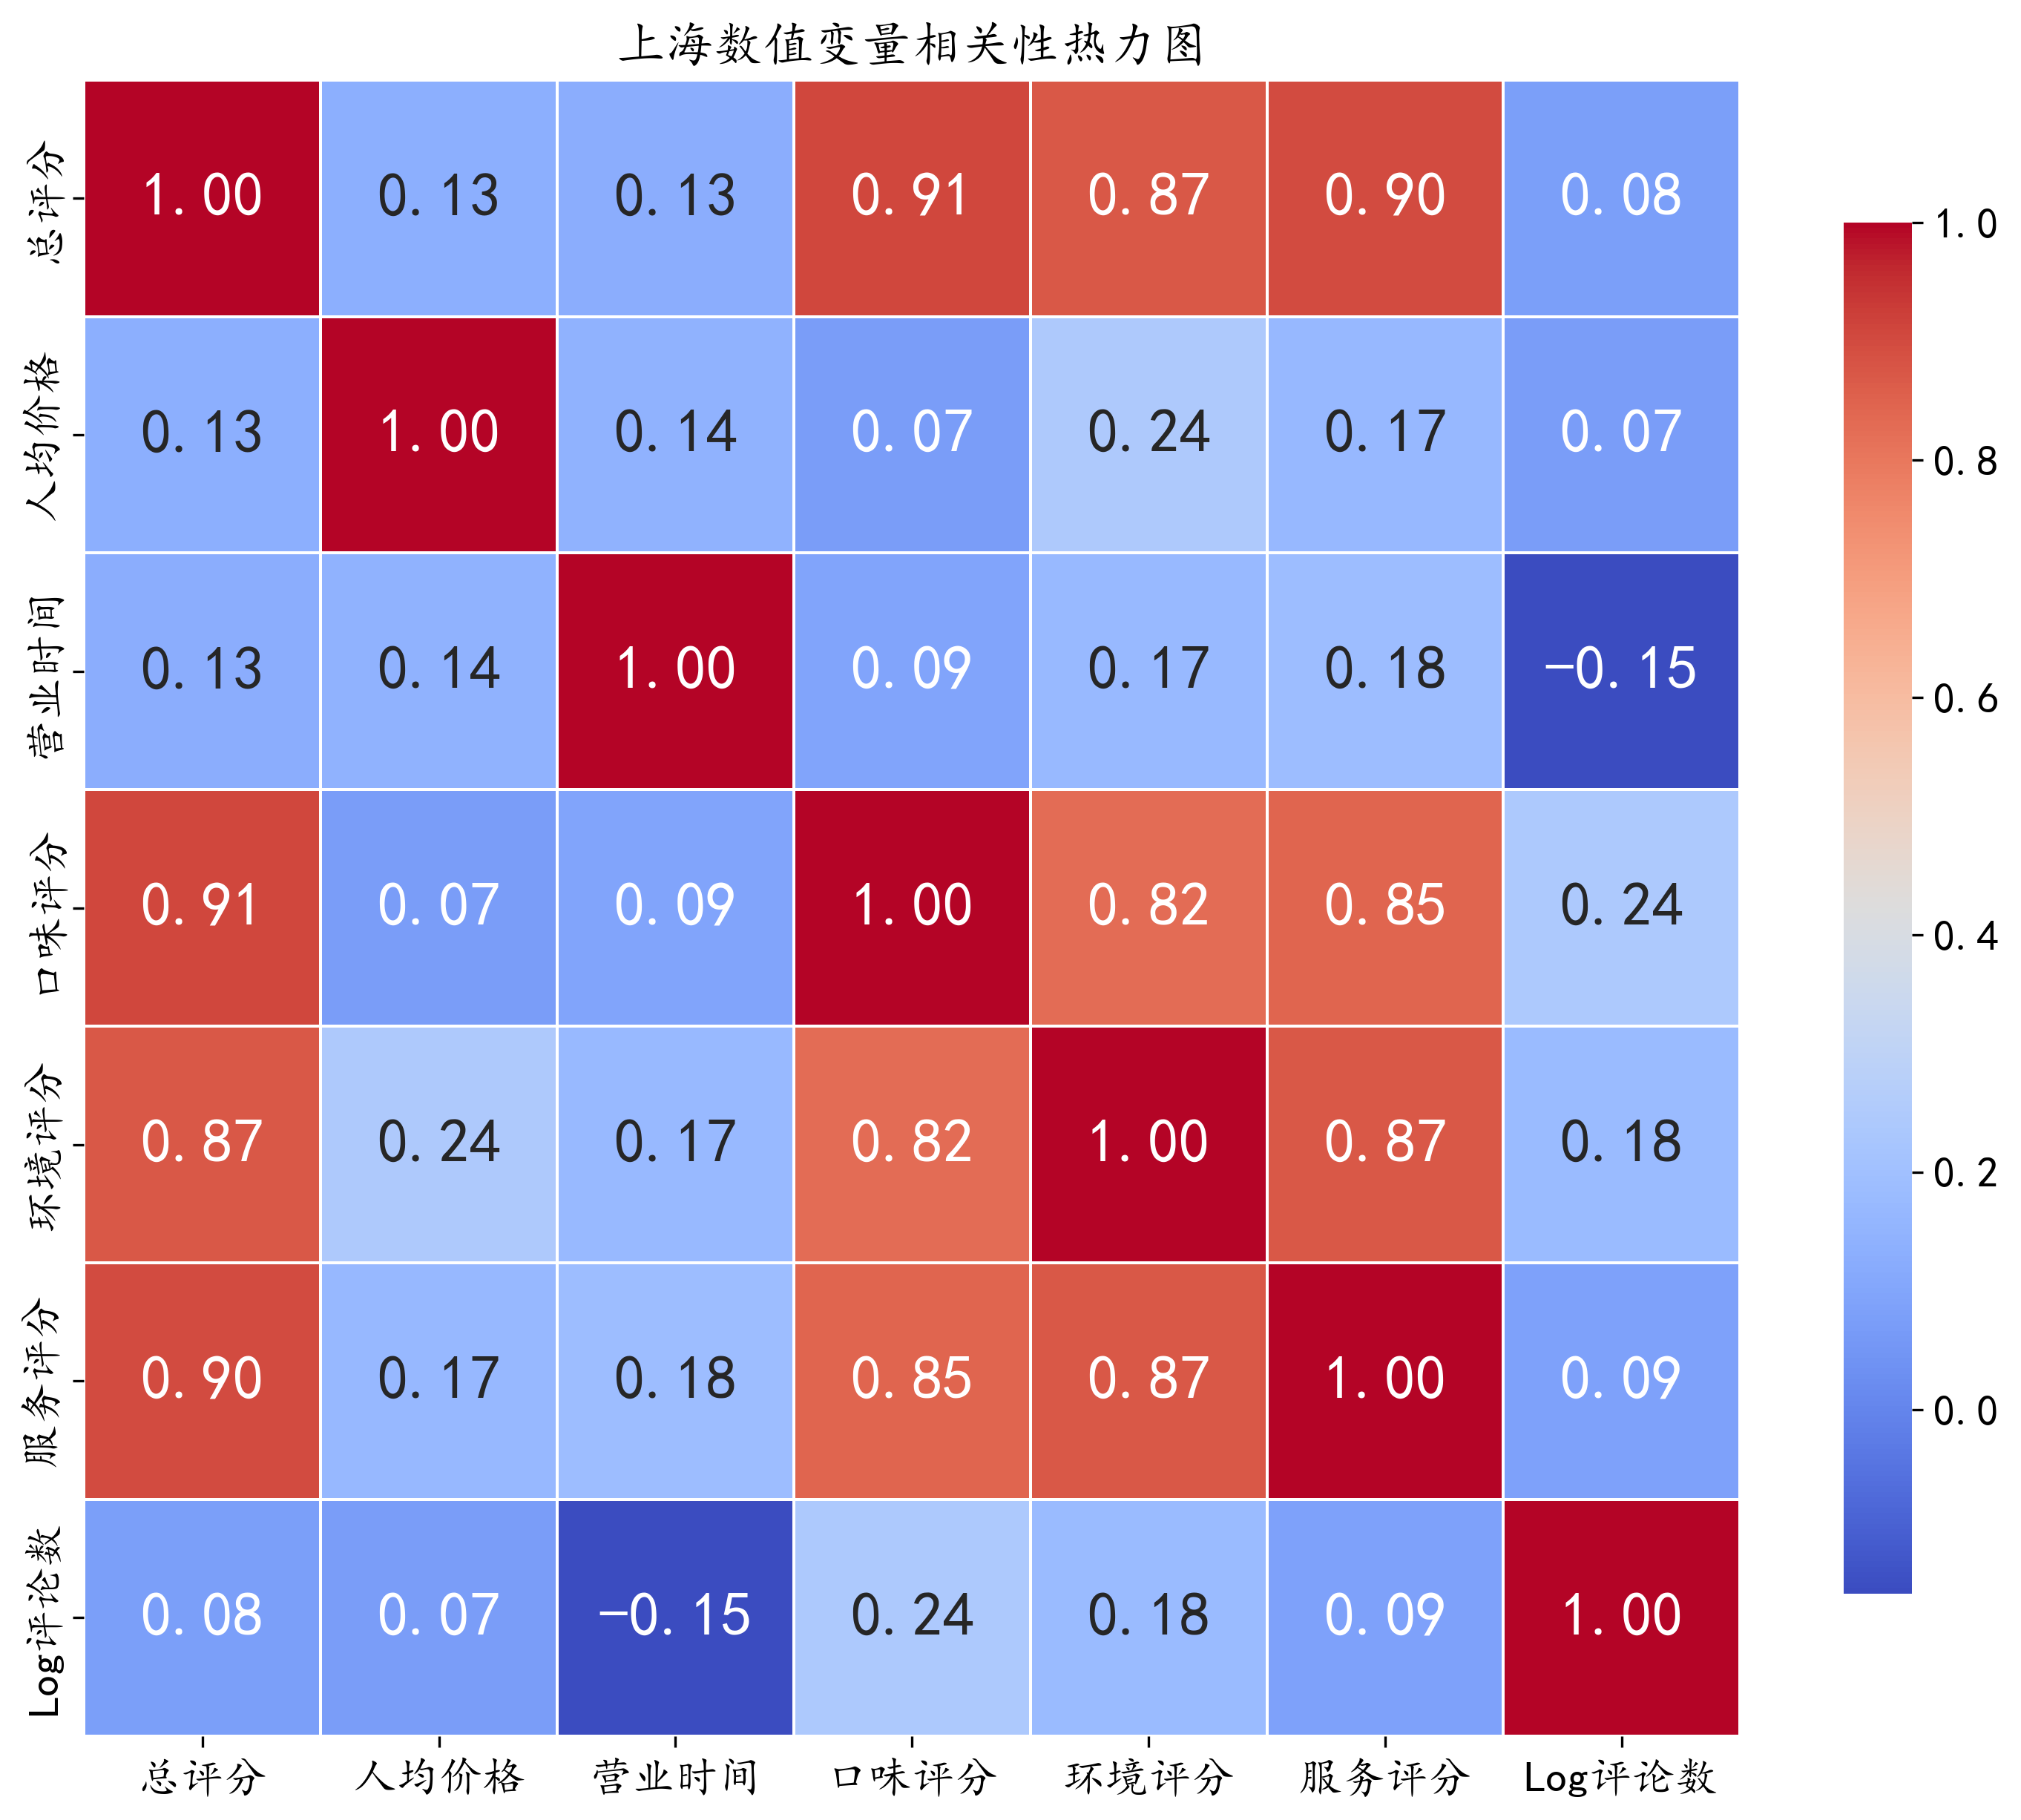 上海数值变量相关性热力图
总评分 1.00 0.13 0.13 0.91 0.87 0.90 0.08
人均价格 0.13 1.00 0.14 0.07 0.24 0.17 0.07
营业时间 0.13 0.14 1.00 0.09 0.17 0.18 -0.15
口味评分 0.91 0.07 0.09 1.00 0.82 0.85 0.24
环境评分 0.87 0.24 0.17 0.82 1.00 0.87 0.18
服务评分 0.90 0.17 0.18 0.85 0.87 1.00 0.09
Log评论数 0.08 0.07 -0.15 0.24 0.18 0.09 1.00
总评分 人均价格 营业时间 口味评分 环境评分 服务评分 Log评论数
1.0
0.8
0.6
0.4
0.2
0.0